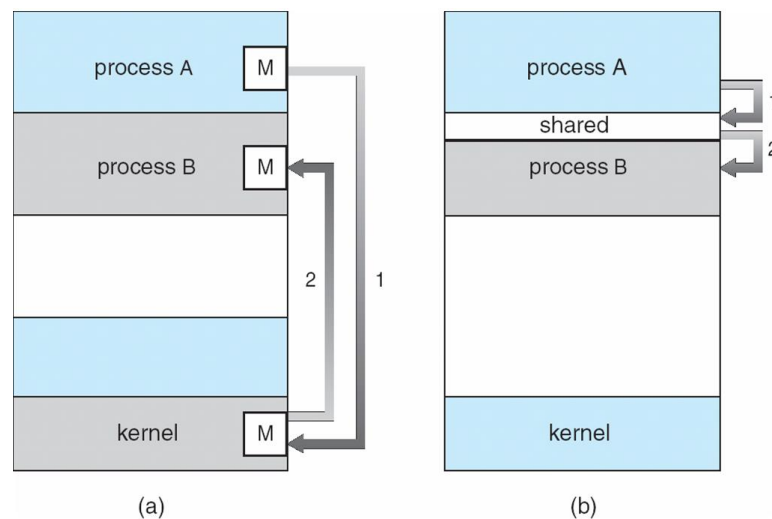 process A
M
process B
M
2
1
kernel
M
(a)
process A
shared
2
process B
kernel
(b)